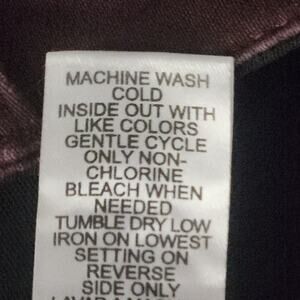 MACHINE WASH
COLD
INSIDE OUT WITH
LIKE COLORS
GENTLE CYCLE
ONLY NON-
CHLORINE
BLEACH WHEN
NEEDED
TUMBLE DRY LOW
IRON ON LOWEST
SETTING ON
REVERSE
SIDE ONLY